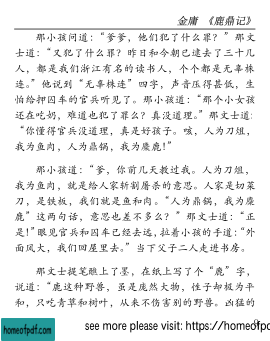 金庸 《鹿鼎记》
那小孩问道：“爹爹，他们犯了什么罪？”那文
士道：“又犯了什么罪？昨日和今朝已逮去了三十几
人，都是我们浙江有名的读书人，个个都是无辜株
连。”他说到“无辜株连”四字，声音压得甚低，生
怕给押囚车的官兵听见了。那小孩道：“那个小女孩
还在吃奶，难道也犯了罪么？真没道理。”那文士道：
“你懂得官兵没道理，真是好孩子。唉，人为刀俎，
我为鱼肉，人为鼎锅，我为麋鹿！”
那小孩道：“爹，你前几天教过我，人为刀俎，
我为鱼肉，就是给人家斩割屠杀的意思。人家是切菜
刀，是砧板，我们就是鱼和肉。“人为鼎锅，我为麋
鹿”这两句话，意思也差不多么？”那文士道：“正
是！”眼见官兵和囚车已经去远，拉着小孩的手道：“外
面风大，我们回屋里去。”当下父子二人走进书房。
那文士提笔蘸上了墨，在纸上写了个“鹿”字，
说道：“鹿这种野兽，虽是庞然大物，性子却极为平
和，只吃青草和树叶，从来不伤害别的野兽。凶猛的
homeofpdf.com
see more please visit: https://homeofpd